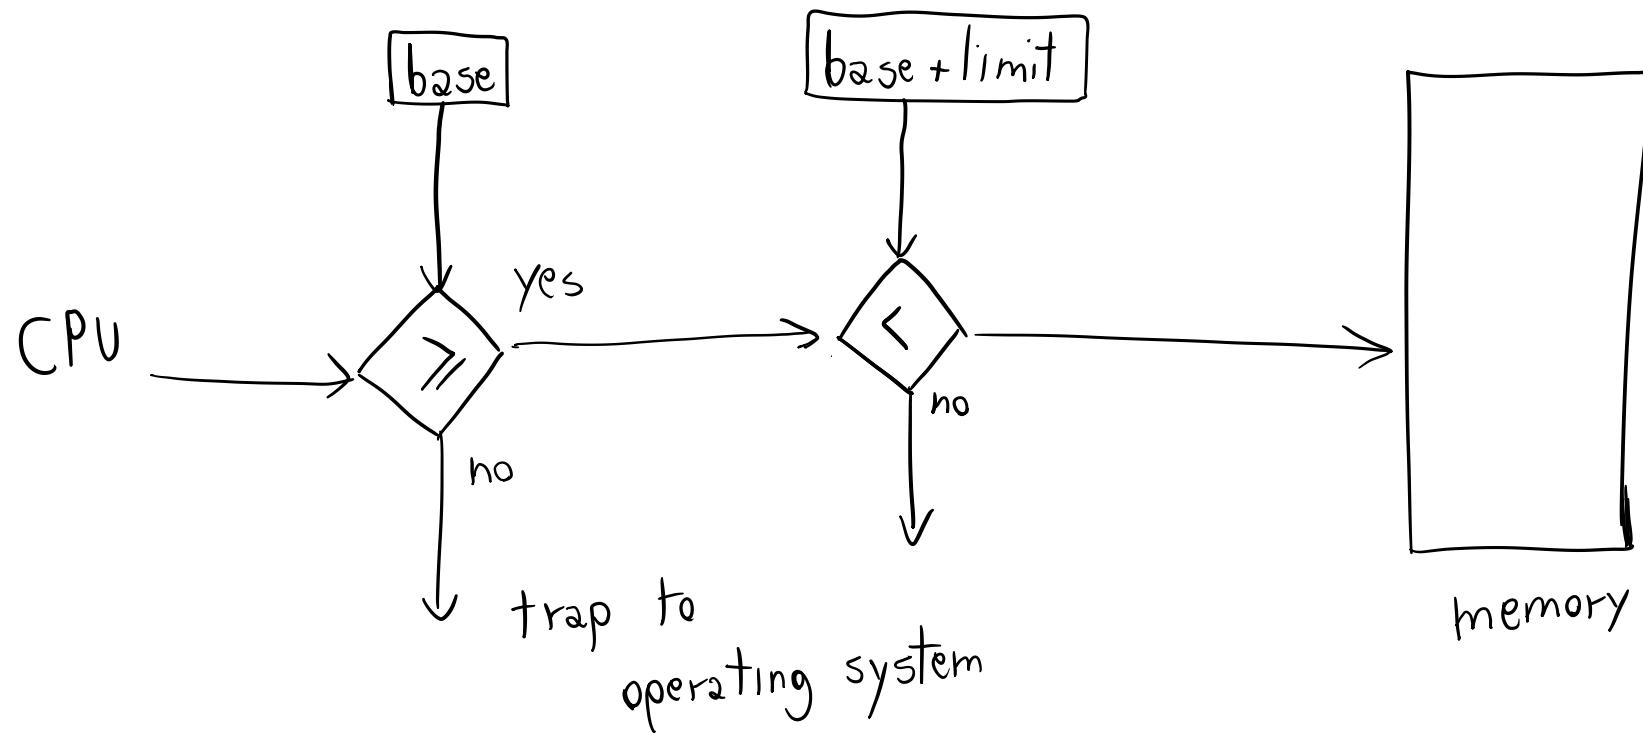 base
base + limit
CPU
≥
yes
<
no
no
trap to
operating system
memory